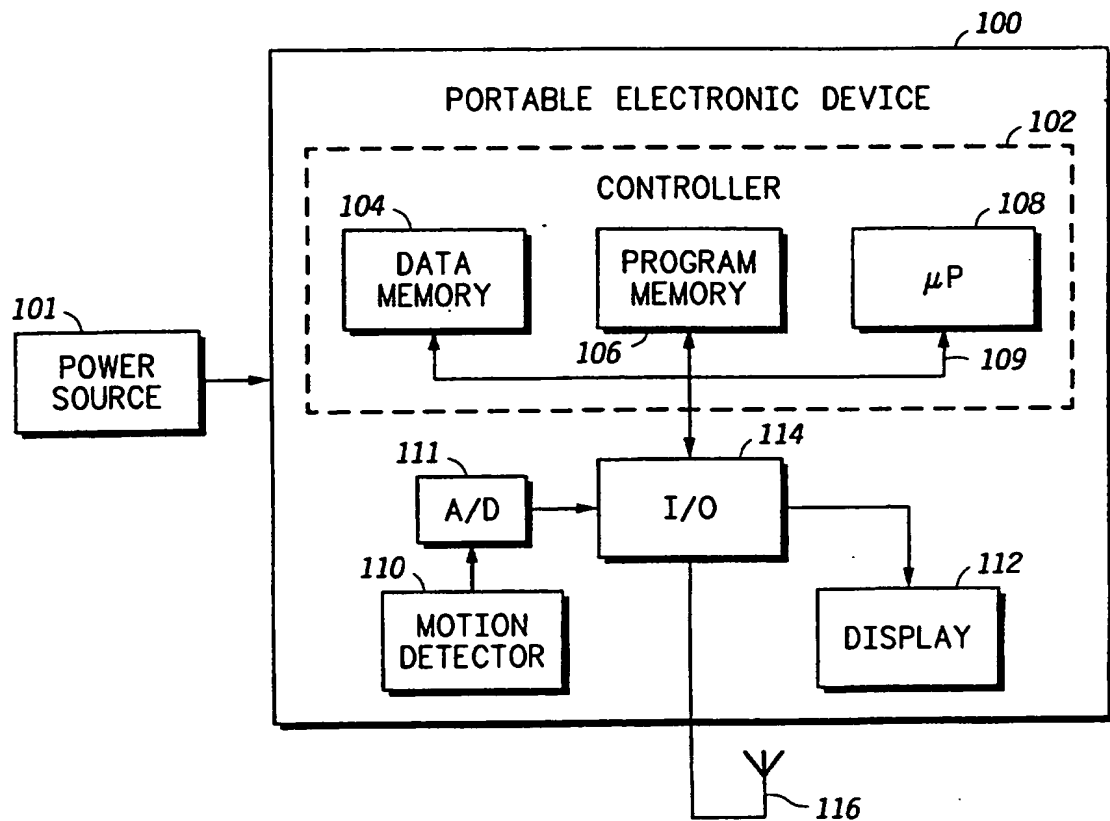 100
PORTABLE ELECTRONIC DEVICE
102
CONTROLLER
104
DATA
MEMORY
PROGRAM
MEMORY
106
108
μP
109
101
POWER
SOURCE
111
A/D
114
I/O
110
MOTION
DETECTOR
112
DISPLAY
116